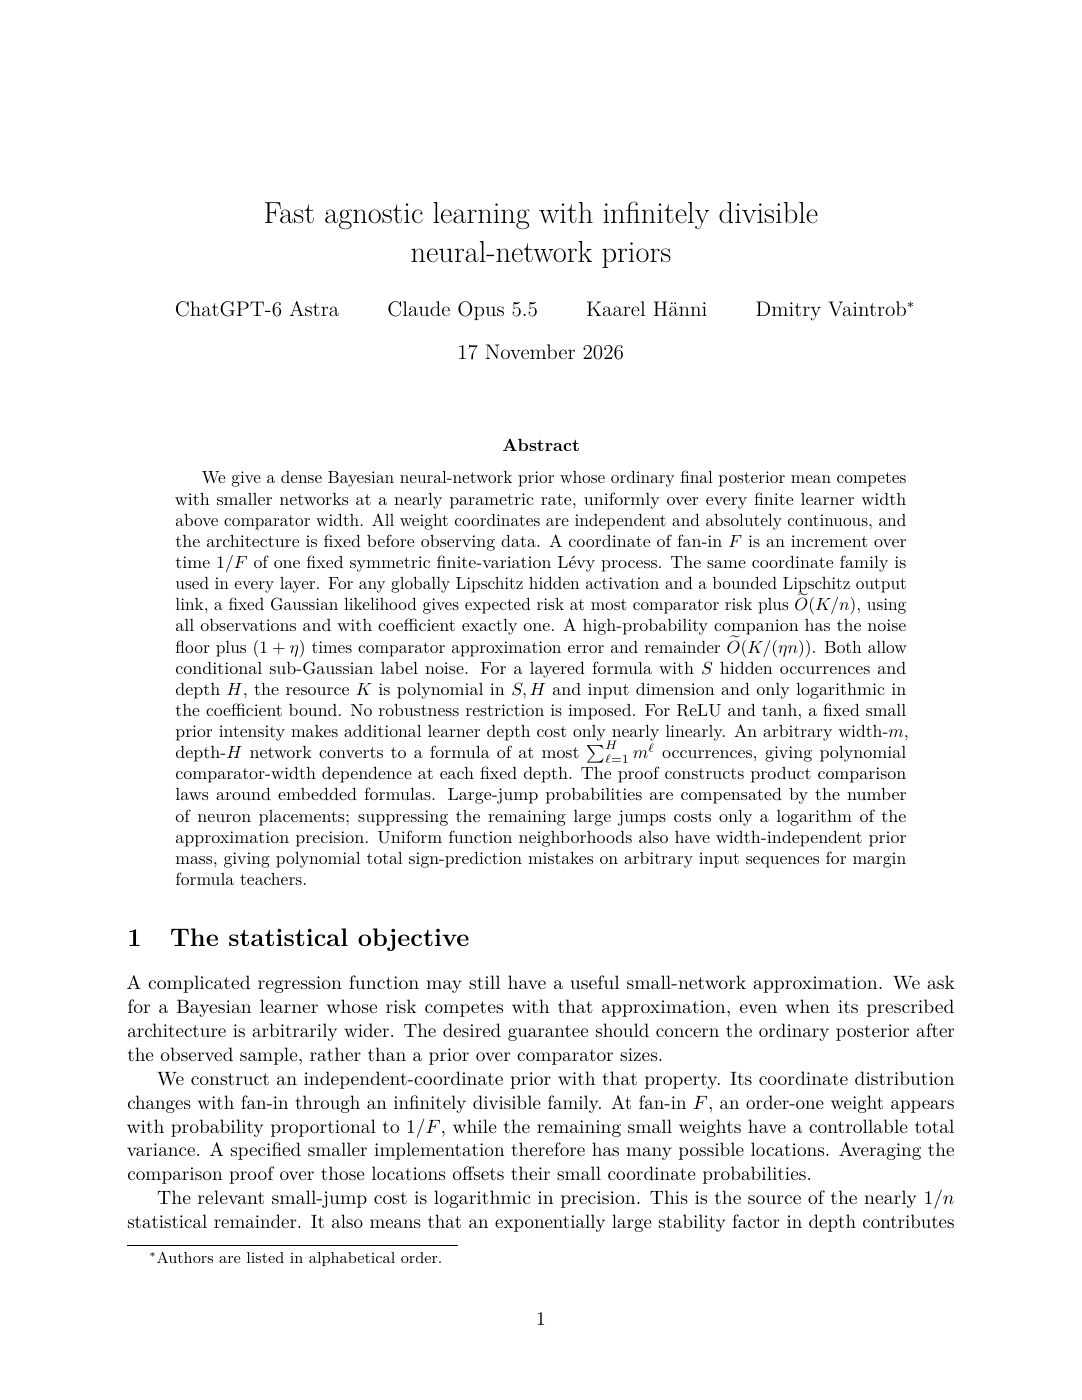 Fast agnostic learning with infinitely divisible
neural-network priors
ChatGPT-6 Astra Claude Opus 5.5 Kaarel Hänni Dmitry Vaintrob*
17 November 2026
Abstract
We give a dense Bayesian neural-network prior whose ordinary final posterior mean competes
with smaller networks at a nearly parametric rate, uniformly over every finite learner width
above comparator width. All weight coordinates are independent and absolutely continuous, and
the architecture is fixed before observing data. A coordinate of fan-in F is an increment over
time 1/F of one fixed symmetric finite-variation Lévy process. The same coordinate family is
used in every layer. For any globally Lipschitz hidden activation and a bounded Lipschitz output
link, a fixed Gaussian likelihood gives expected risk at most comparator risk plus Õ(K/n), using
all observations and with coefficient exactly one. A high-probability companion has the noise
floor plus (1 + η) times comparator approximation error and remainder Õ(K/(ηn)). Both allow
conditional sub-Gaussian label noise. For a layered formula with S hidden occurrences and
depth H, the resource K is polynomial in S, H and input dimension and only logarithmic in
the coefficient bound. No robustness restriction is imposed. For ReLU and tanh, a fixed small
prior intensity makes additional learner depth cost only nearly linearly. An arbitrary width-m,
depth-H network converts to a formula of at most ∑_{ℓ=1}^{H} m^ℓ occurrences, giving polynomial
comparator-width dependence at each fixed depth. The proof constructs product comparison
laws around embedded formulas. Large-jump probabilities are compensated by the number
of neuron placements; suppressing the remaining large jumps costs only a logarithm of the
approximation precision. Uniform function neighborhoods also have width-independent prior
mass, giving polynomial total sign-prediction mistakes on arbitrary input sequences for margin
formula teachers.
1 The statistical objective
A complicated regression function may still have a useful small-network approximation. We ask
for a Bayesian learner whose risk competes with that approximation, even when its prescribed
architecture is arbitrarily wider. The desired guarantee should concern the ordinary posterior after
the observed sample, rather than a prior over comparator sizes.
We construct an independent-coordinate prior with that property. Its coordinate distribution
changes with fan-in through an infinitely divisible family. At fan-in F, an order-one weight appears
with probability proportional to 1/F, while the remaining small weights have a controllable total
variance. A specified smaller implementation therefore has many possible locations. Averaging the
comparison proof over those locations offsets their small coordinate probabilities.
The relevant small-jump cost is logarithmic in precision. This is the source of the nearly 1/n
statistical remainder. It also means that an exponentially large stability factor in depth contributes
*Authors are listed in alphabetical order.
1